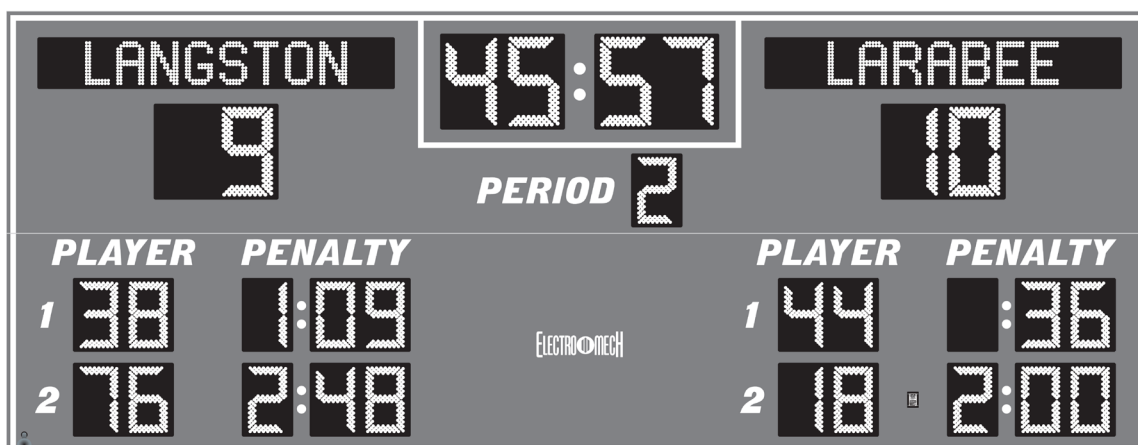 LANGSTON 45:57 LARABEE
9 10
PERIOD 2
PLAYER PENALTY PLAYER PENALTY
1 38 1:09 1 44 :36
2 76 2:48 2 18 2:00
ELECTRO MECH